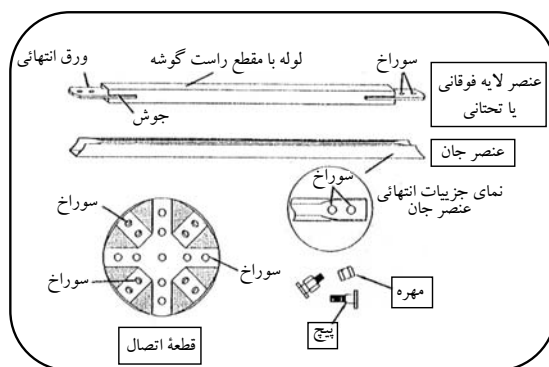 سوراخ
لوله با مقطع راست گوشه
ورق انتهائی
عنصر لایه فوقانی
یا تحتانی
جوش
عنصر جان
سوراخ
نمای جزییات انتهائی
عنصر جان
سوراخ
سوراخ
سوراخ
مهره
پیچ
قطعهٔ اتصال